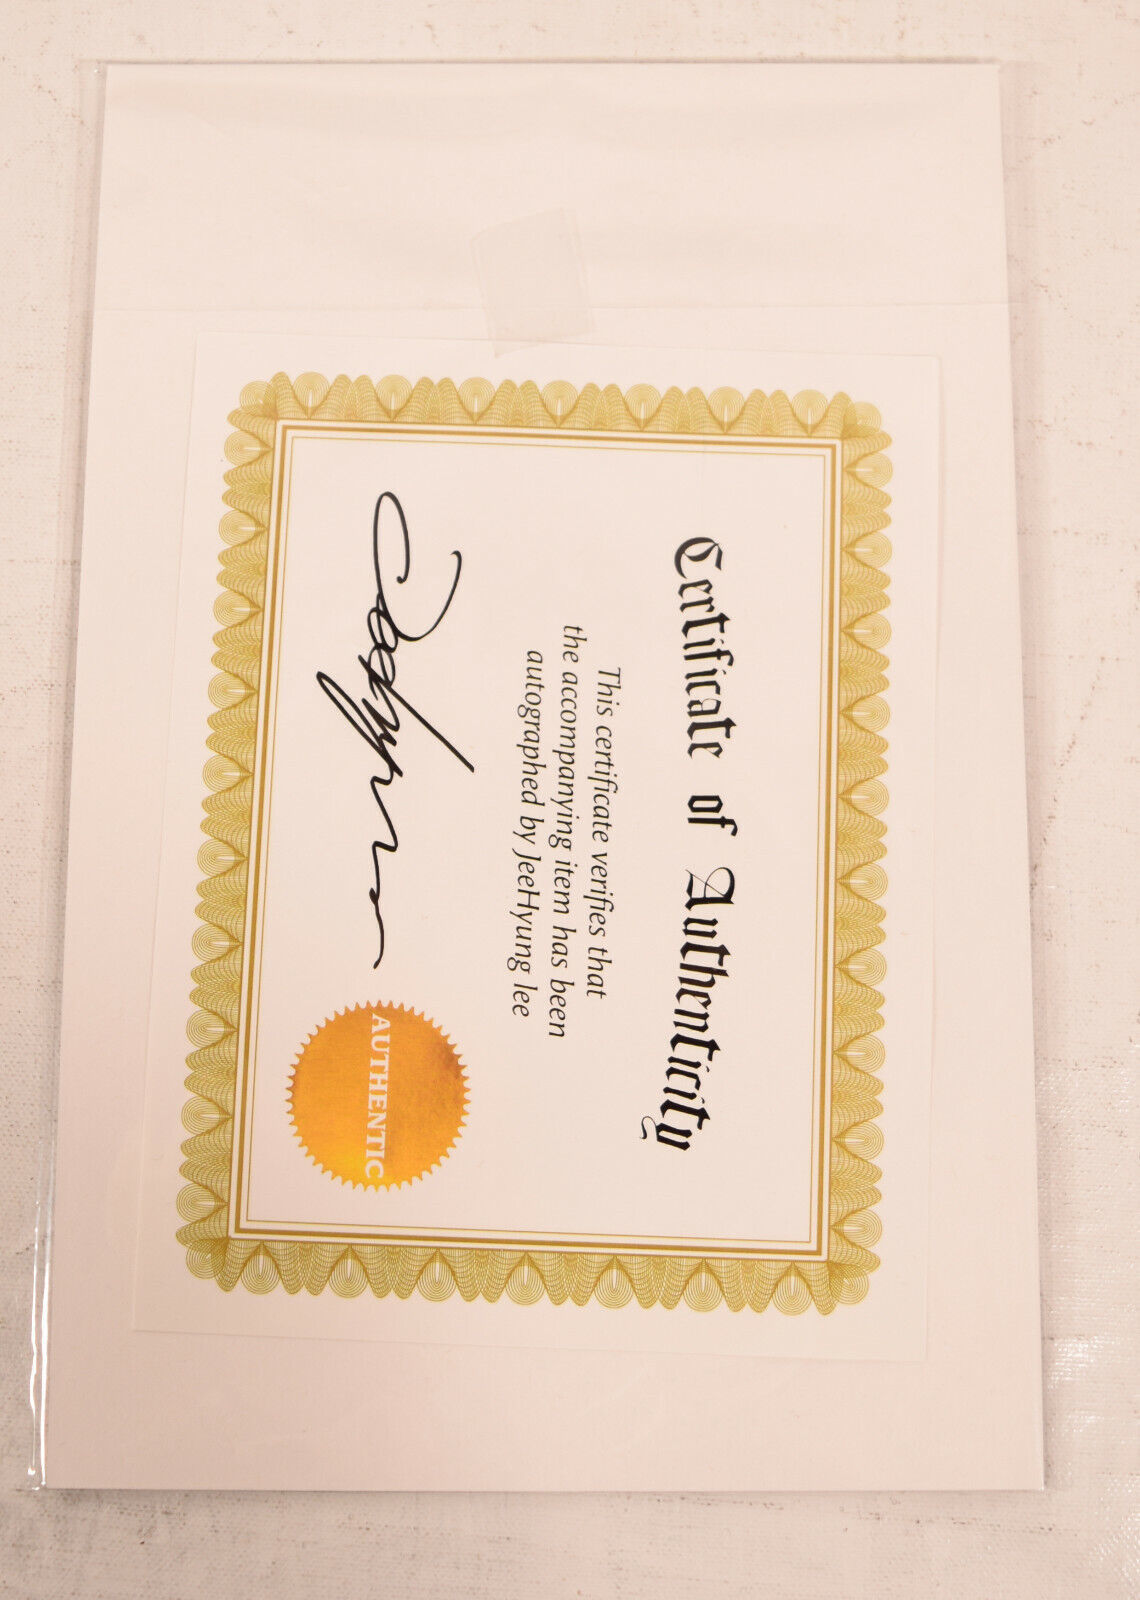 Certificate of Authenticity
This certificate verifies that
the accompanying item has been
autographed by JeeHyung lee
AUTHENTIC